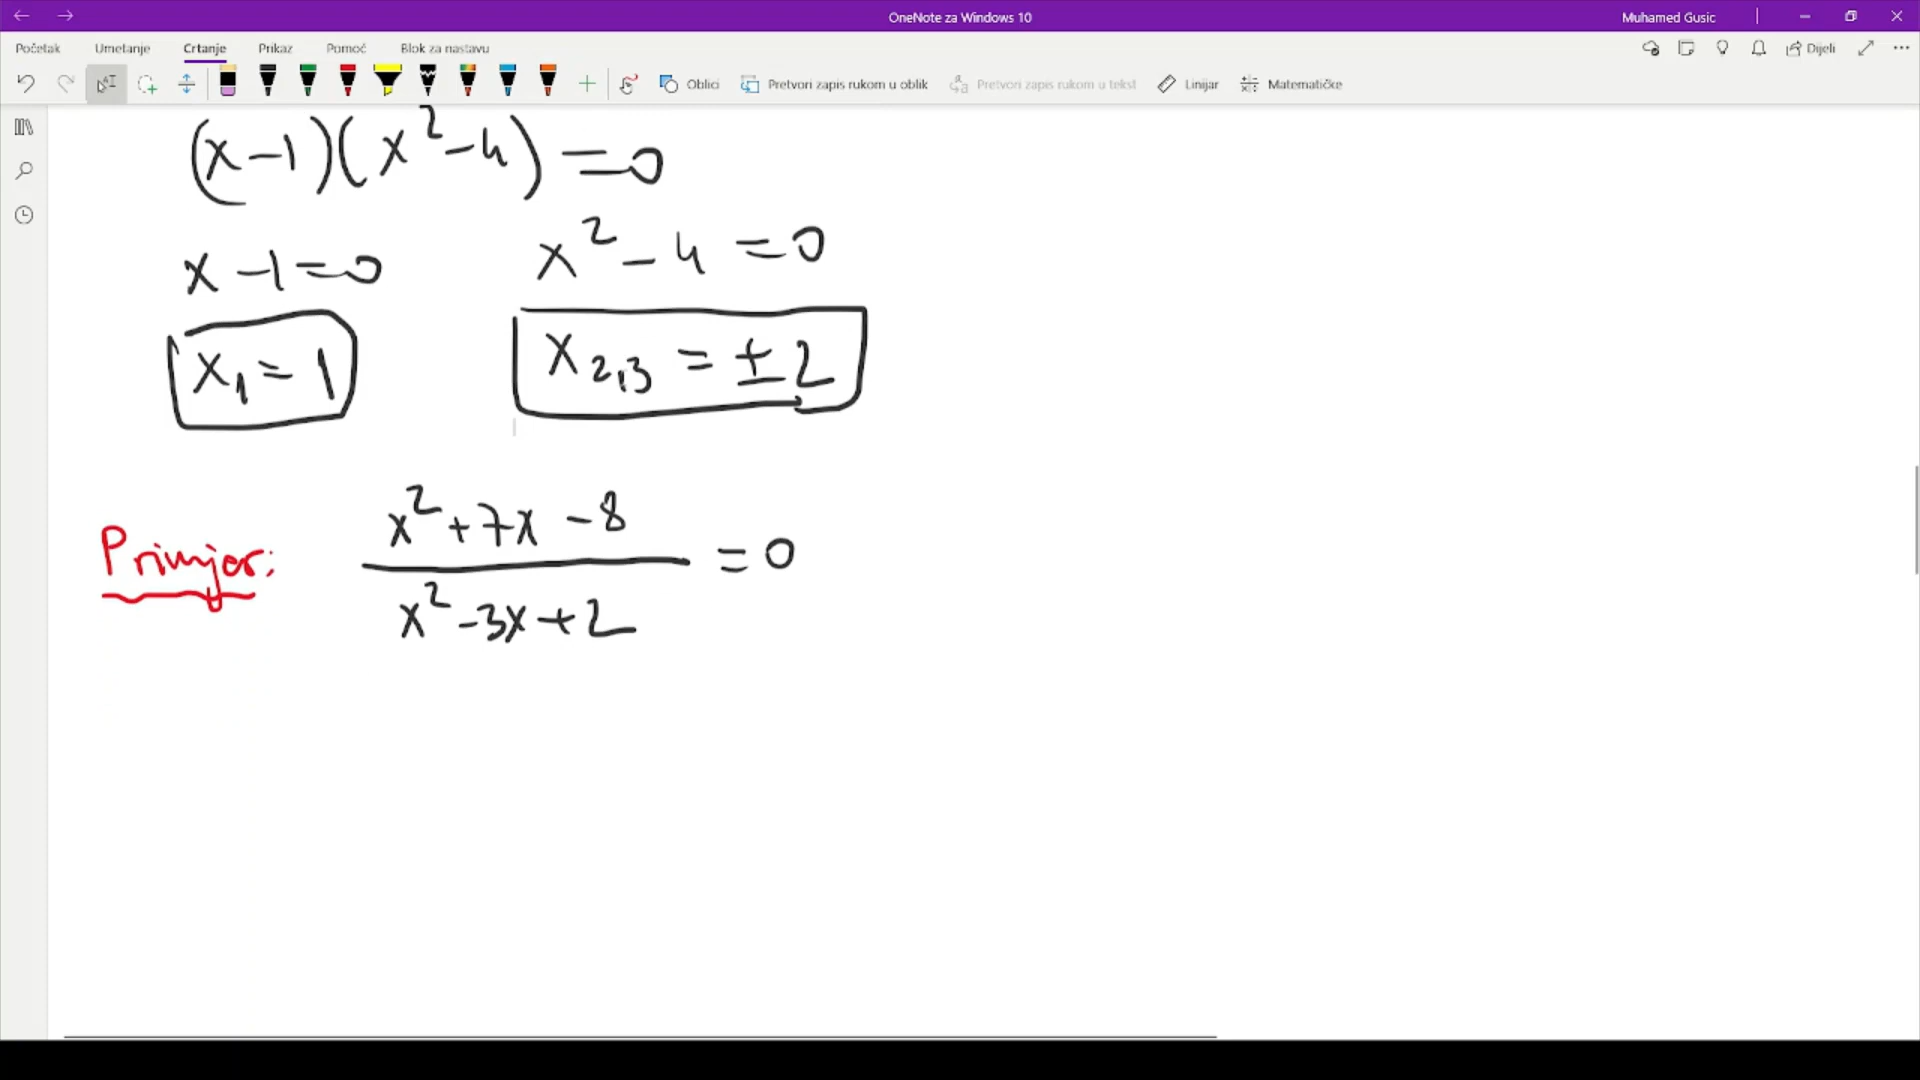 OneNote za Windows 10
Muhamed Gusic
Početak Umetanje Crtanje Prikaz Pomoć Blok za nastavu
Dijeli
Oblici Pretvori zapis rukom u oblik Pretvori zapis rukom u tekst Linijar Matematičke
(x-1)(x²-4) = 0
x-1=0 x²-4=0
x₁=1 x₂,₃ = ±2
Primjer: x²+7x-8
= 0
x²-3x+2